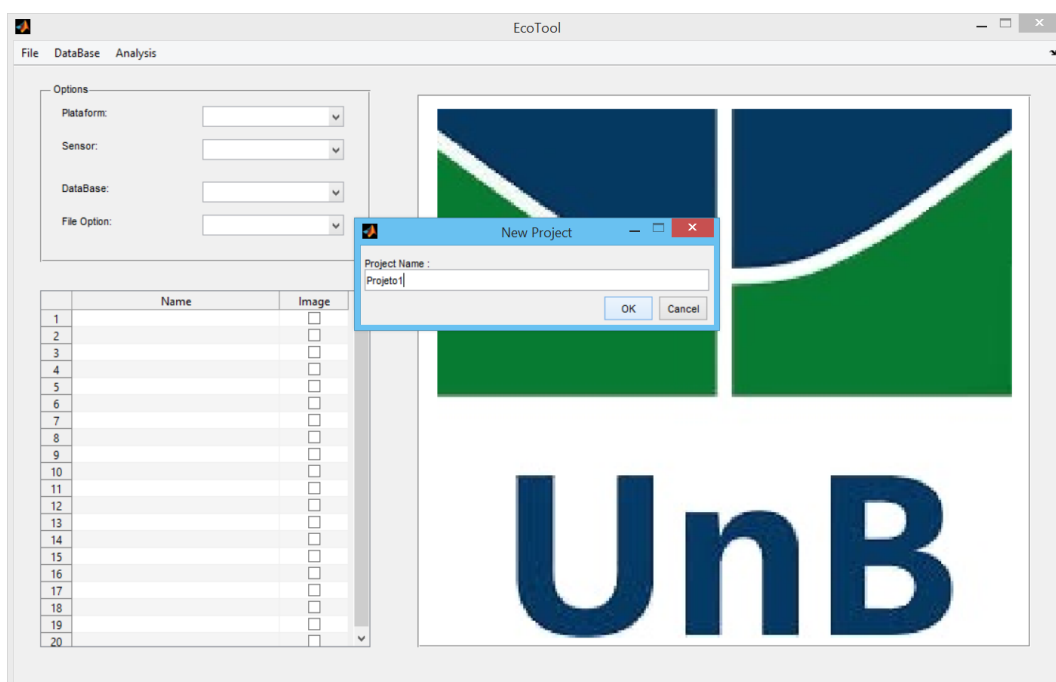 EcoTool
File DataBase Analysis
Options
Plataform:
Sensor:
DataBase:
File Option:
New Project
Project Name :
Projeto1
OK Cancel
Name Image
1
2
3
4
5
6
7
8
9
10
11
12
13
14
15
16
17
18
19
20
UnB